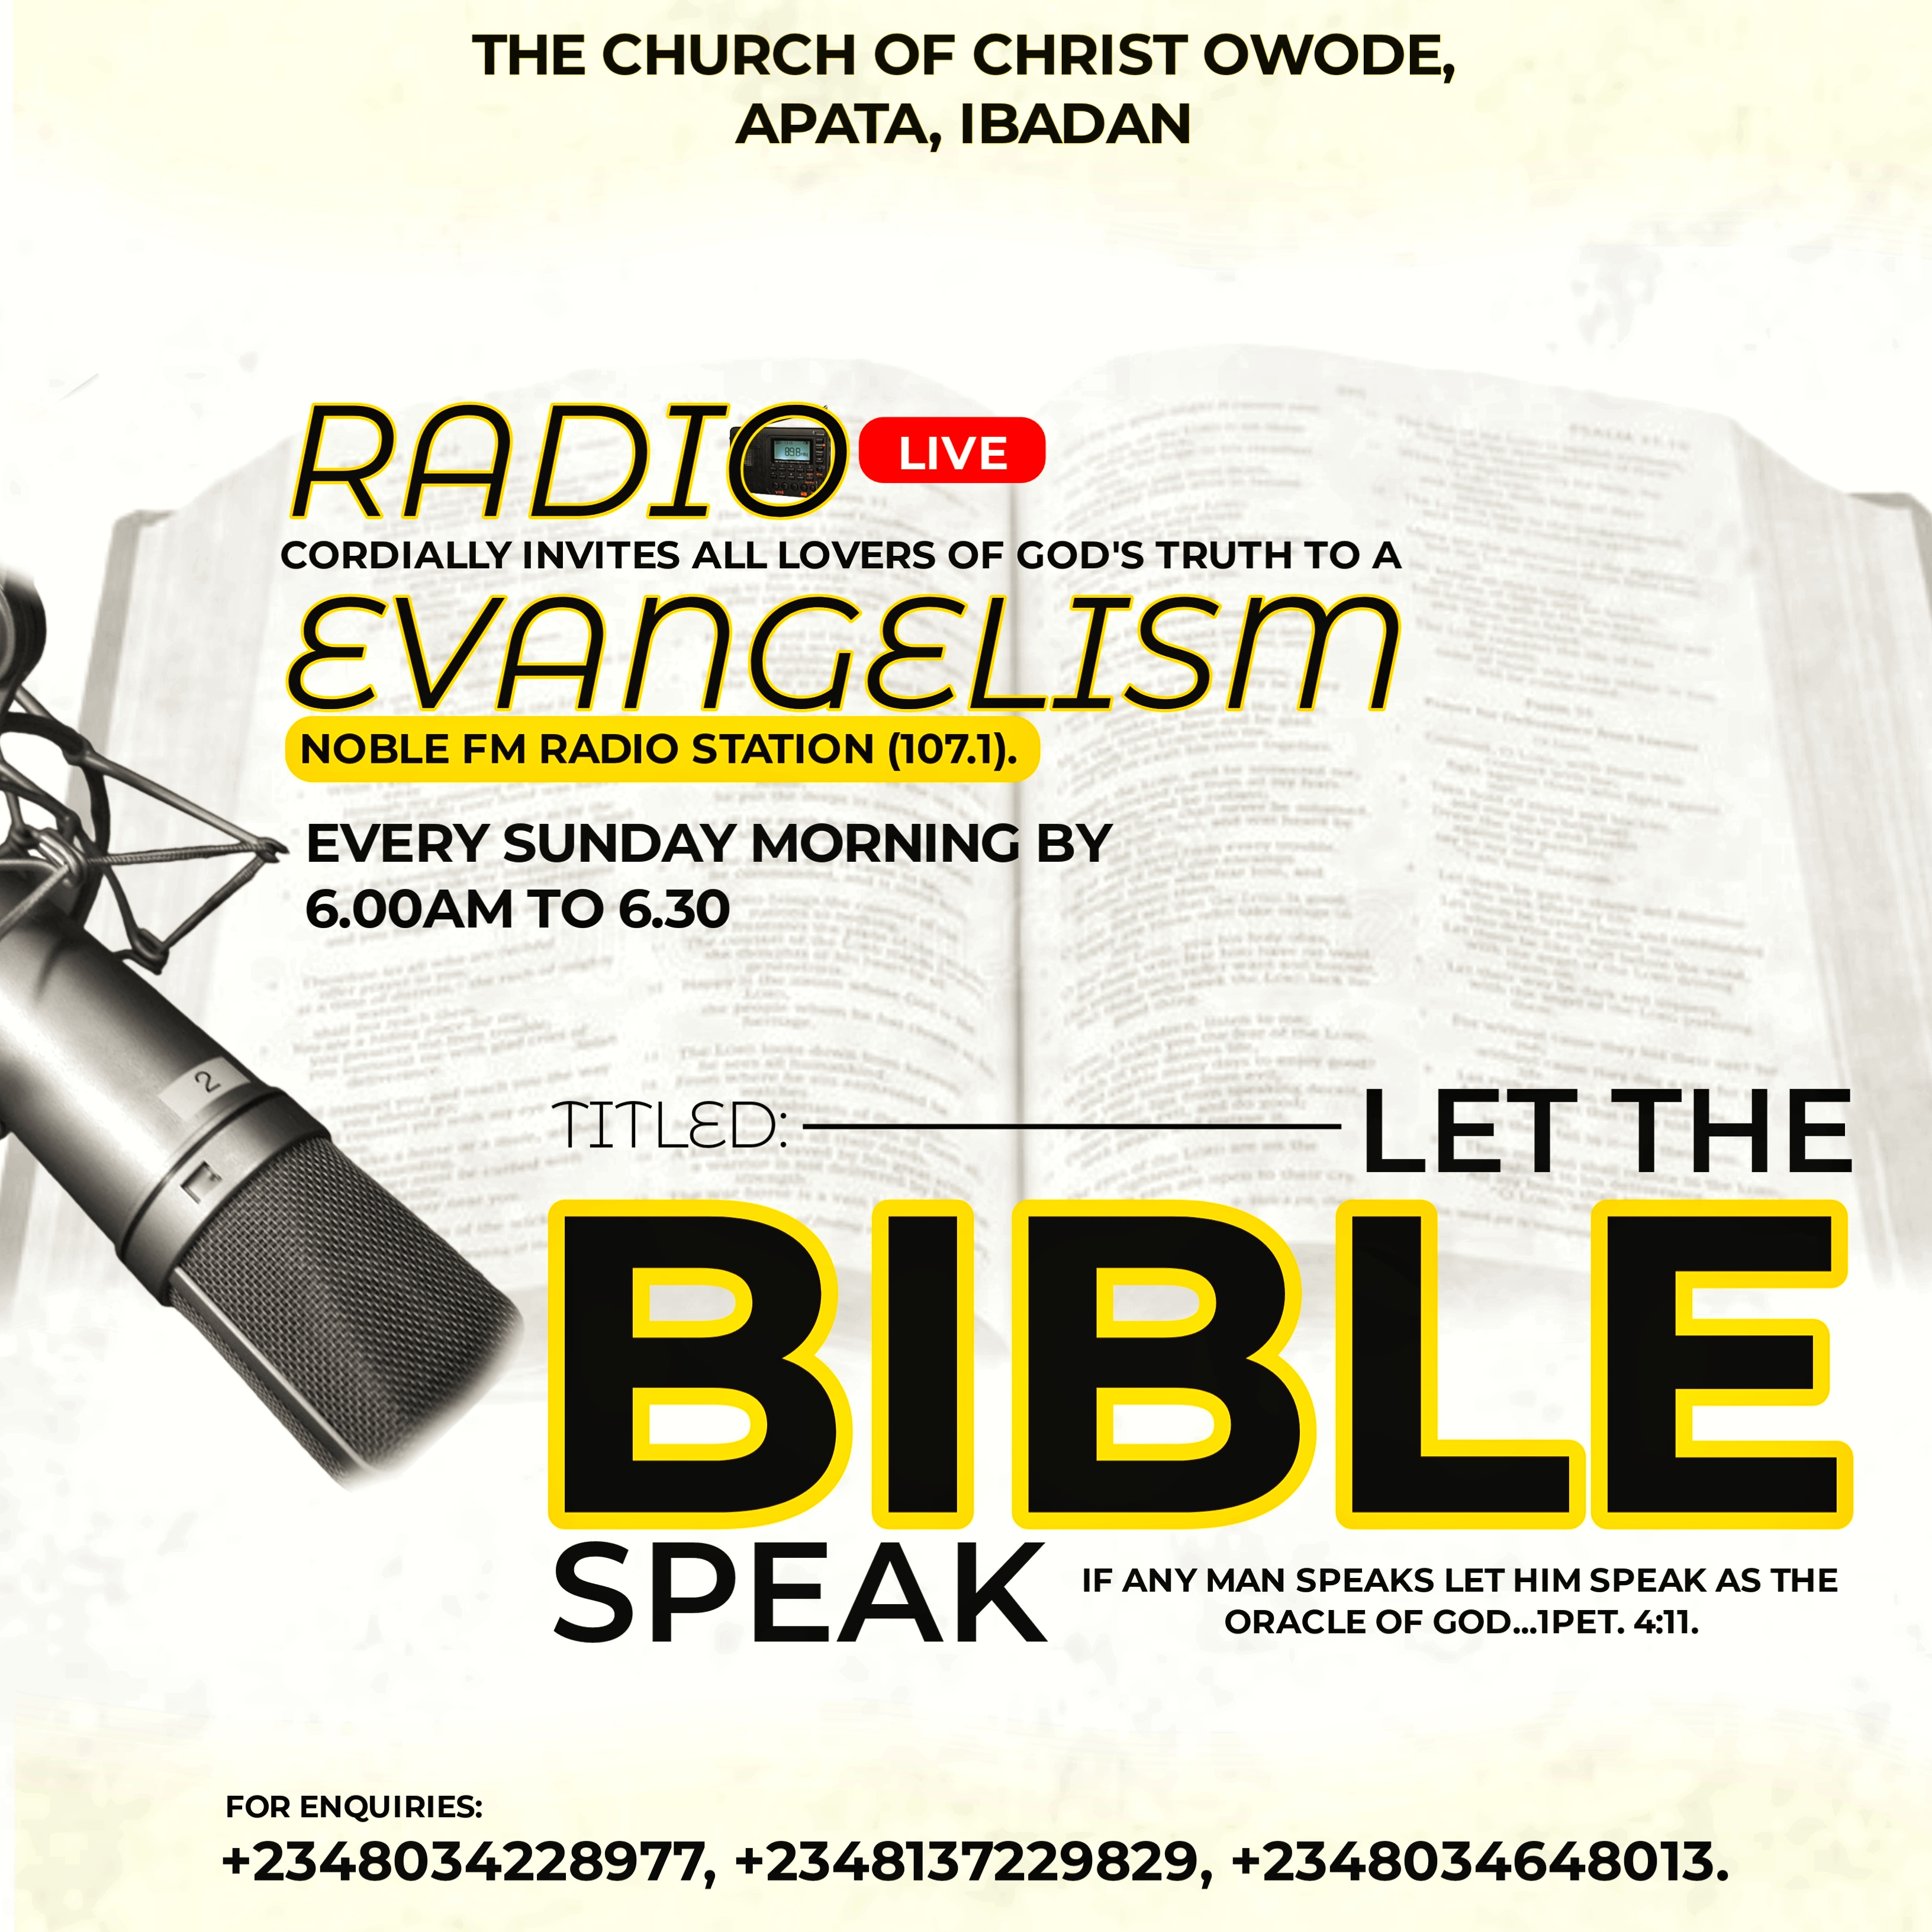 THE CHURCH OF CHRIST OWODE,
APATA, IBADAN
RADIO LIVE
CORDIALLY INVITES ALL LOVERS OF GOD'S TRUTH TO A
EVANGELISM
NOBLE FM RADIO STATION (107.1).
EVERY SUNDAY MORNING BY
6.00AM TO 6.30
2
TITLED: LET THE
BIBLE
SPEAK
IF ANY MAN SPEAKS LET HIM SPEAK AS THE
ORACLE OF GOD...1PET. 4:11.
FOR ENQUIRIES:
+2348034228977, +2348137229829, +2348034648013.